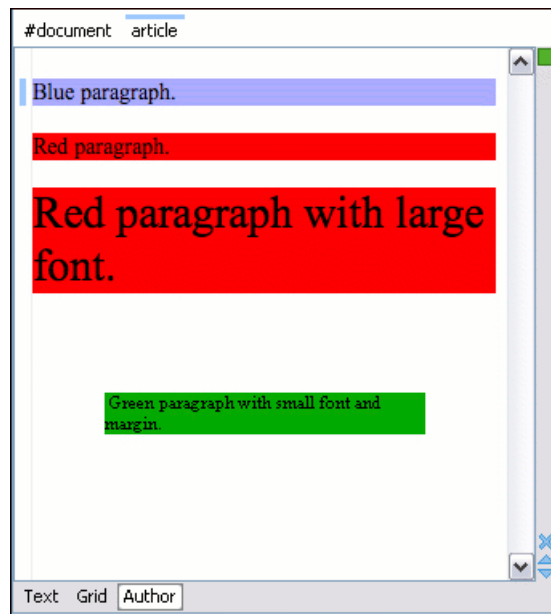 #document article
Blue paragraph.
Red paragraph.
Red paragraph with large
font.
Green paragraph with small font and
margin.
Text Grid Author